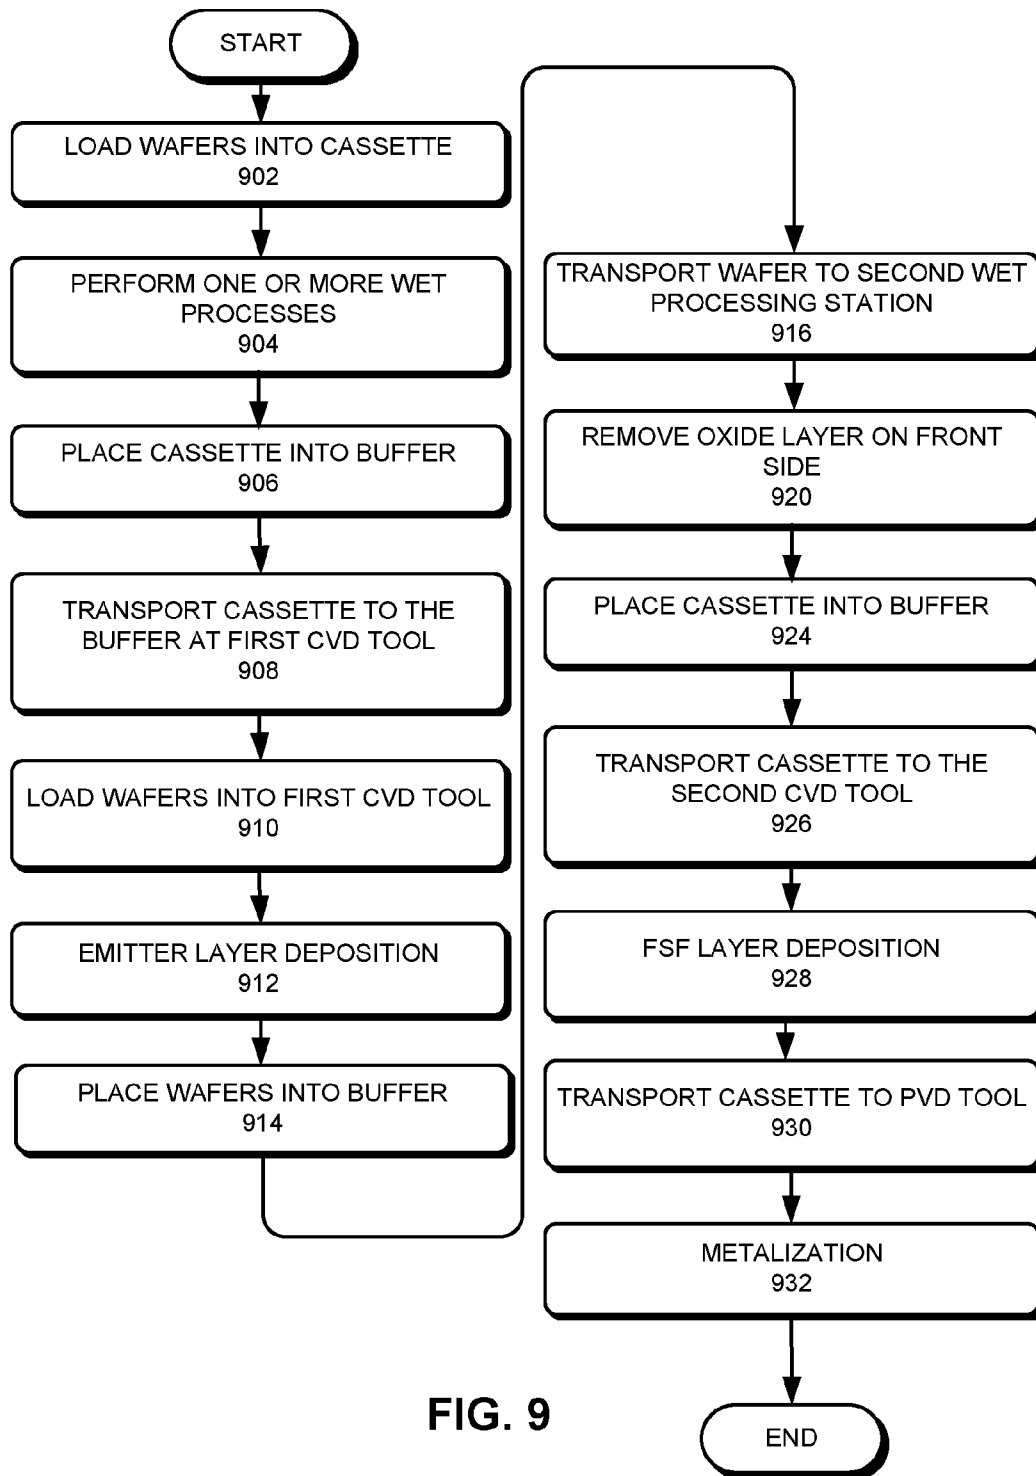 START
LOAD WAFERS INTO CASSETTE
902
PERFORM ONE OR MORE WET
PROCESSES
904
PLACE CASSETTE INTO BUFFER
906
TRANSPORT CASSETTE TO THE
BUFFER AT FIRST CVD TOOL
908
LOAD WAFERS INTO FIRST CVD TOOL
910
EMITTER LAYER DEPOSITION
912
PLACE WAFERS INTO BUFFER
914
TRANSPORT WAFER TO SECOND WET
PROCESSING STATION
916
REMOVE OXIDE LAYER ON FRONT
SIDE
920
PLACE CASSETTE INTO BUFFER
924
TRANSPORT CASSETTE TO THE
SECOND CVD TOOL
926
FSF LAYER DEPOSITION
928
TRANSPORT CASSETTE TO PVD TOOL
930
METALIZATION
932
END
FIG. 9